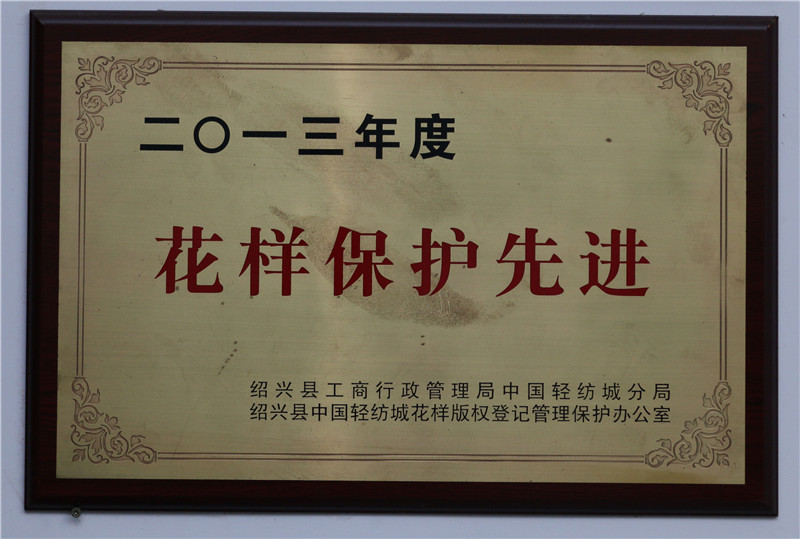 二〇一三年度
花样保护先进
绍兴县工商行政管理局中国轻纺城分局
绍兴县中国轻纺城花样版权登记管理保护办公室